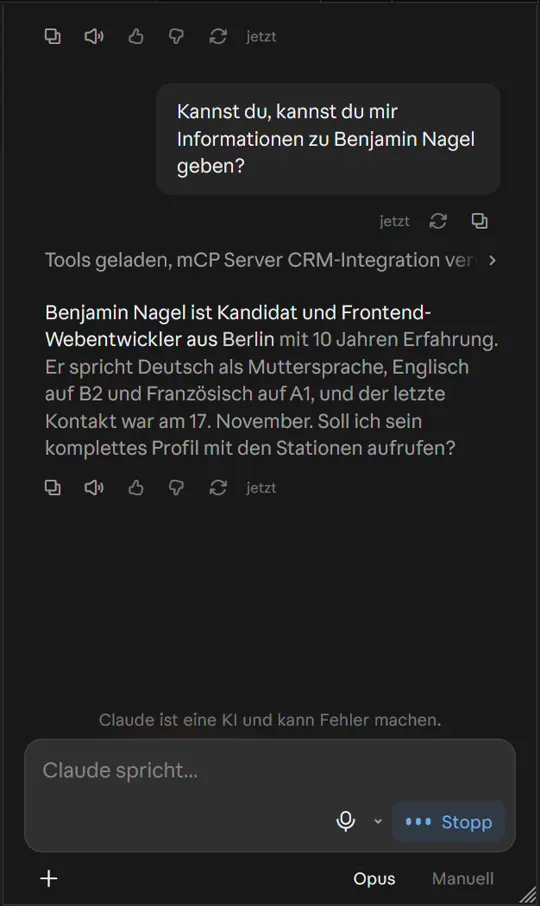 jetzt
Kannst du, kannst du mir
Informationen zu Benjamin Nagel
geben?
jetzt
Tools geladen, mCP Server CRM-Integration
Benjamin Nagel ist Kandidat und Frontend-
Webentwickler aus Berlin mit 10 Jahren Erfahrung.
Er spricht Deutsch als Muttersprache, Englisch
auf B2 und Französisch auf A1, und der letzte
Kontakt war am 17. November. Soll ich sein
komplettes Profil mit den Stationen aufrufen?
jetzt
Claude ist eine KI und kann Fehler machen.
Claude spricht...
Stopp
Opus Manuell